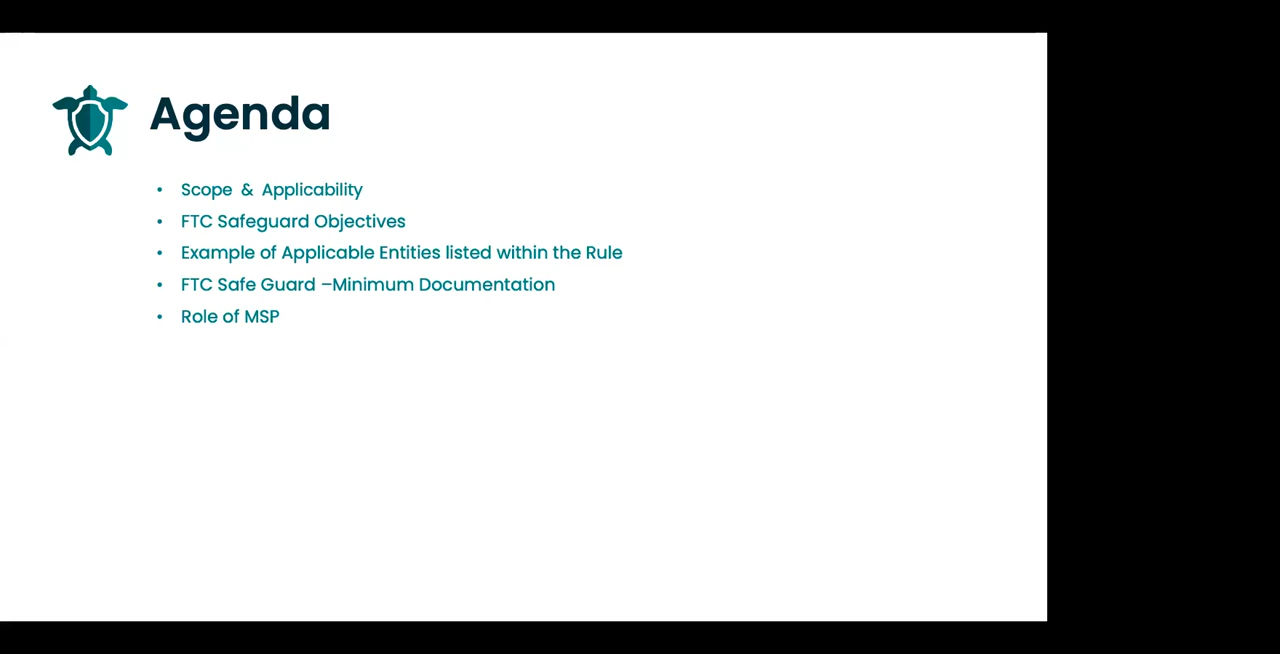 Agenda
• Scope & Applicability
• FTC Safeguard Objectives
• Example of Applicable Entities listed within the Rule
• FTC Safe Guard –Minimum Documentation
• Role of MSP